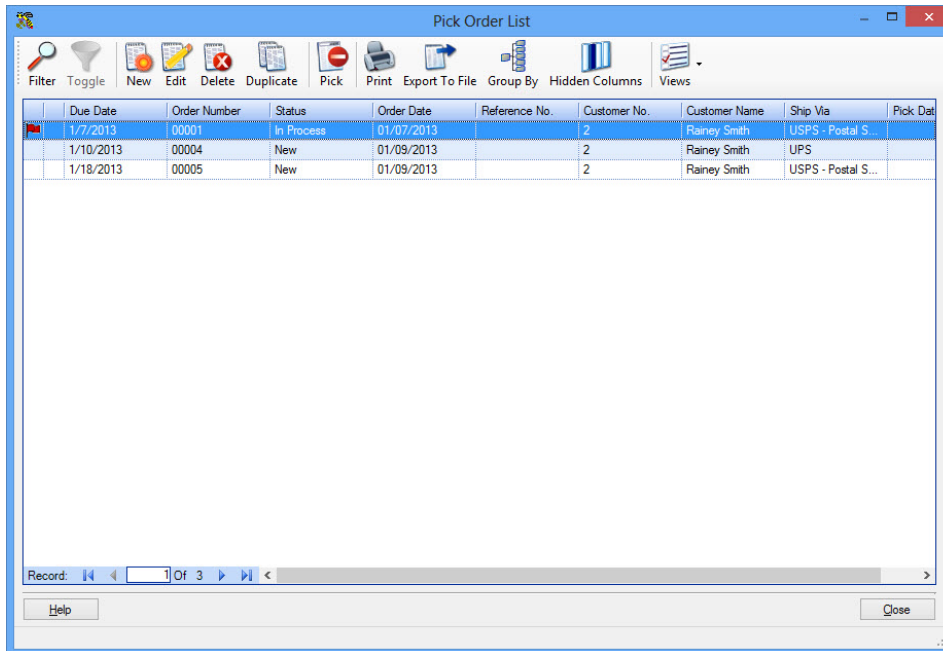 Pick Order List
Filter Toggle New Edit Delete Duplicate Pick Print Export To File Group By Hidden Columns Views
Due Date Order Number Status Order Date Reference No. Customer No. Customer Name Ship Via Pick Dat
1/7/2013 00001 In Process 01/07/2013 2 Rainey Smith USPS - Postal S...
1/10/2013 00004 New 01/09/2013 2 Rainey Smith UPS
1/18/2013 00005 New 01/09/2013 2 Rainey Smith USPS - Postal S...
Record: 1 Of 3
Help Close